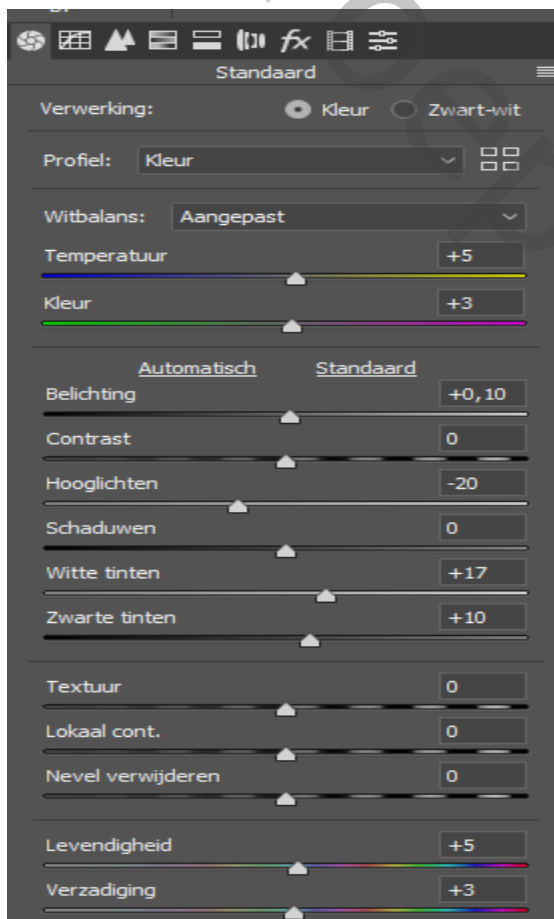 fx
Standaard
Verwerking: Kleur Zwart-wit
Profiel: Kleur
Witbalans: Aangepast
Temperatuur +5
Kleur +3
Automatisch Standaard
Belichting +0,10
Contrast 0
Hooglichten -20
Schaduwen 0
Witte tinten +17
Zwarte tinten +10
Textuur 0
Lokaal cont. 0
Nevel verwijderen 0
Levendigheid +5
Verzadiging +3